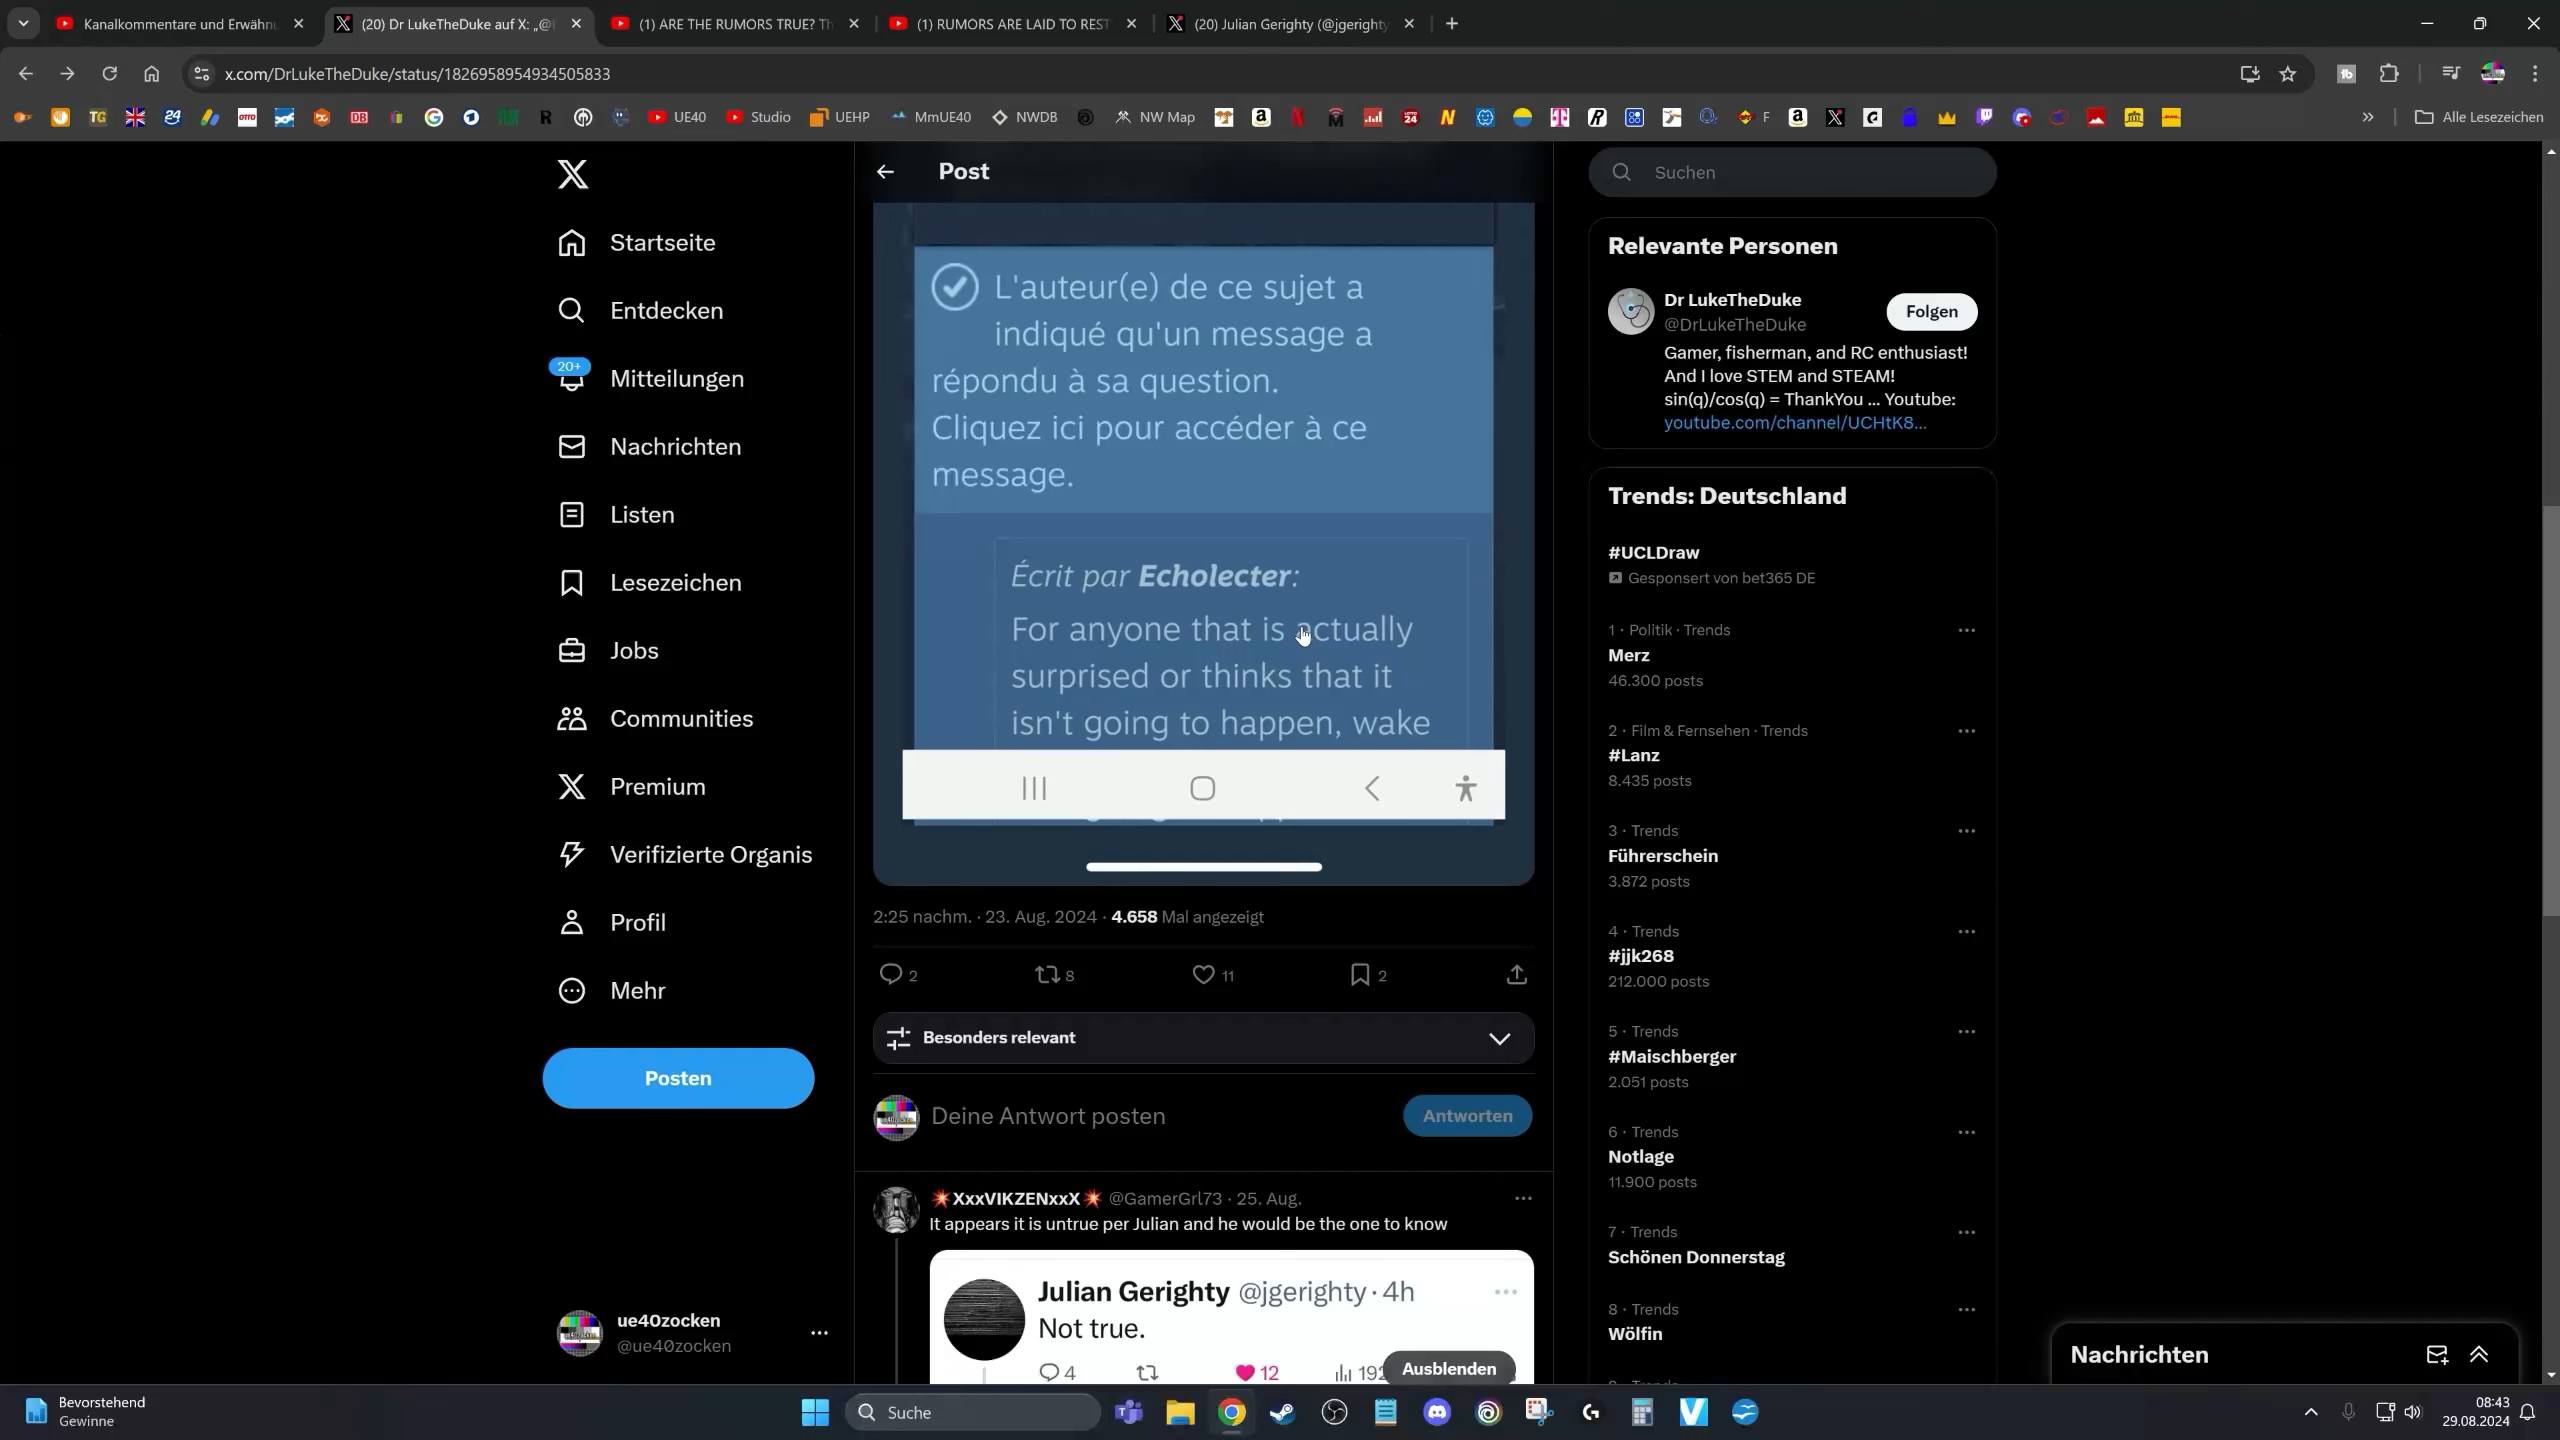 Kanalkommentare und Erwähnu
(20) Dr LukeTheDuke auf X: „@
(1) ARE THE RUMORS TRUE? Th
(1) RUMORS ARE LAID TO REST
(20) Julian Gerighty (@jgerighty
x.com/DrLukeTheDuke/status/1826958954934505833
UE40
Studio
UEHP
MmUE40
NWDB
NW Map
F
Alle Lesezeichen
Startseite
Entdecken
20+
Mitteilungen
Nachrichten
Listen
Lesezeichen
Jobs
Communities
Premium
Verifizierte Organis
Profil
Mehr
Posten
ue40zocken
@ue40zocken
Post
L'auteur(e) de ce sujet a
indiqué qu'un message a
répondu à sa question.
Cliquez ici pour accéder à ce
message.
Écrit par Echolecter:
For anyone that is actually
surprised or thinks that it
isn't going to happen, wake
2:25 nachm. · 23. Aug. 2024 · 4.658 Mal angezeigt
2 8 11 2
Besonders relevant
Deine Antwort posten
Antworten
💥XxxVIKZENxxX💥 @GamerGrl73 · 25. Aug.
It appears it is untrue per Julian and he would be the one to know
Julian Gerighty @jgerighty · 4h
Not true.
4 12 192
Ausblenden
Suchen
Relevante Personen
Dr LukeTheDuke
@DrLukeTheDuke
Folgen
Gamer, fisherman, and RC enthusiast!
And I love STEM and STEAM!
sin(q)/cos(q) = ThankYou ... Youtube:
youtube.com/channel/UCHtK8...
Trends: Deutschland
#UCLDraw
Gesponsert von bet365 DE
1 · Politik · Trends
Merz
46.300 posts
2 · Film & Fernsehen · Trends
#Lanz
8.435 posts
3 · Trends
Führerschein
3.872 posts
4 · Trends
#jjk268
212.000 posts
5 · Trends
#Maischberger
2.051 posts
6 · Trends
Notlage
11.900 posts
7 · Trends
Schönen Donnerstag
8 · Trends
Wölfin
Nachrichten
Bevorstehend
Gewinne
Suche
08:43
29.08.2024